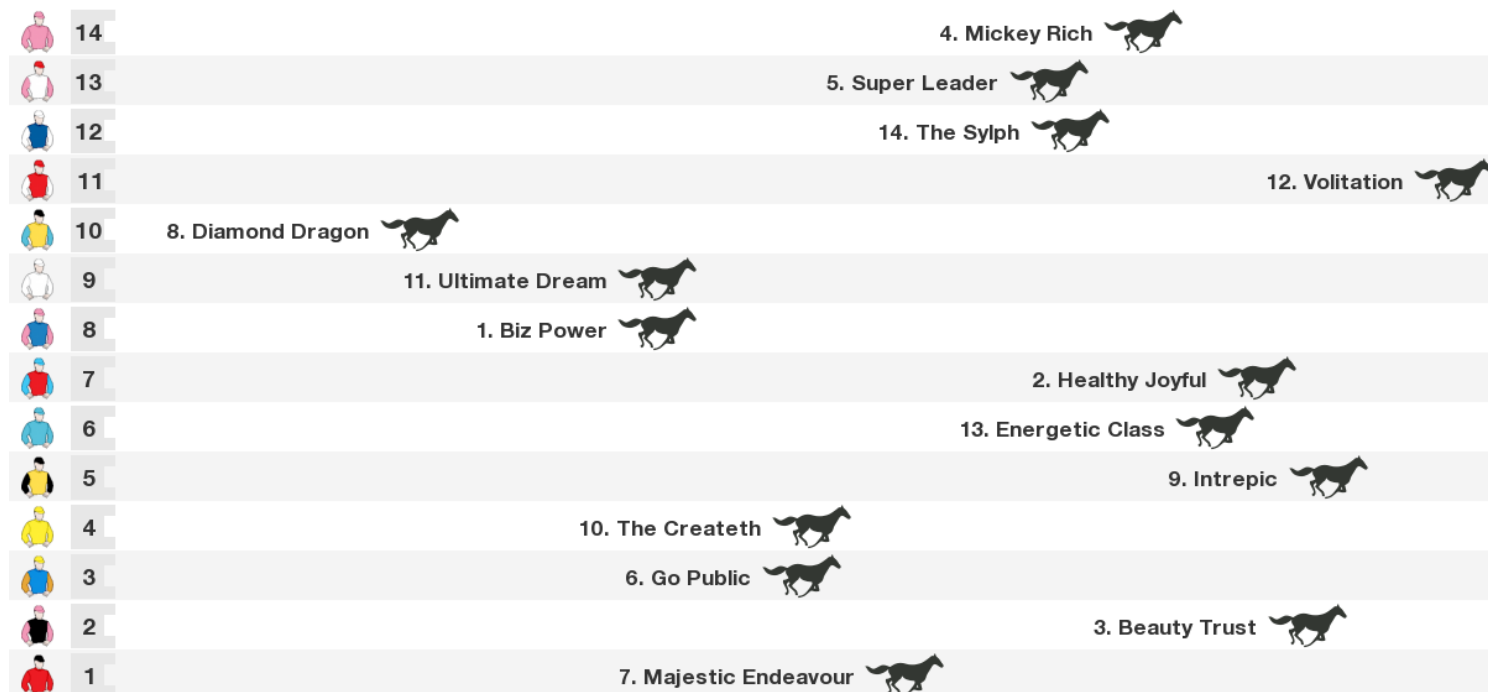 14 4. Mickey Rich
13 5. Super Leader
12 14. The Sylph
11 12. Volitation
10 8. Diamond Dragon
9 11. Ultimate Dream
8 1. Biz Power
7 2. Healthy Joyful
6 13. Energetic Class
5 9. Intrepic
4 10. The Createth
3 6. Go Public
2 3. Beauty Trust
1 7. Majestic Endeavour